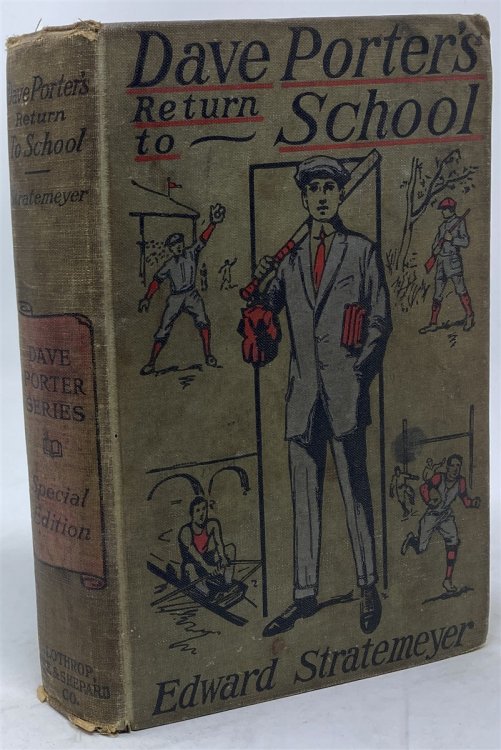 Dave Porter's
Return
To School
Stratemeyer
DAVE
PORTER
SERIES
Special
Edition
LOTHROP,
& SHEPARD
CO.
Dave Porter's
Return School
to
Edward Stratemeyer